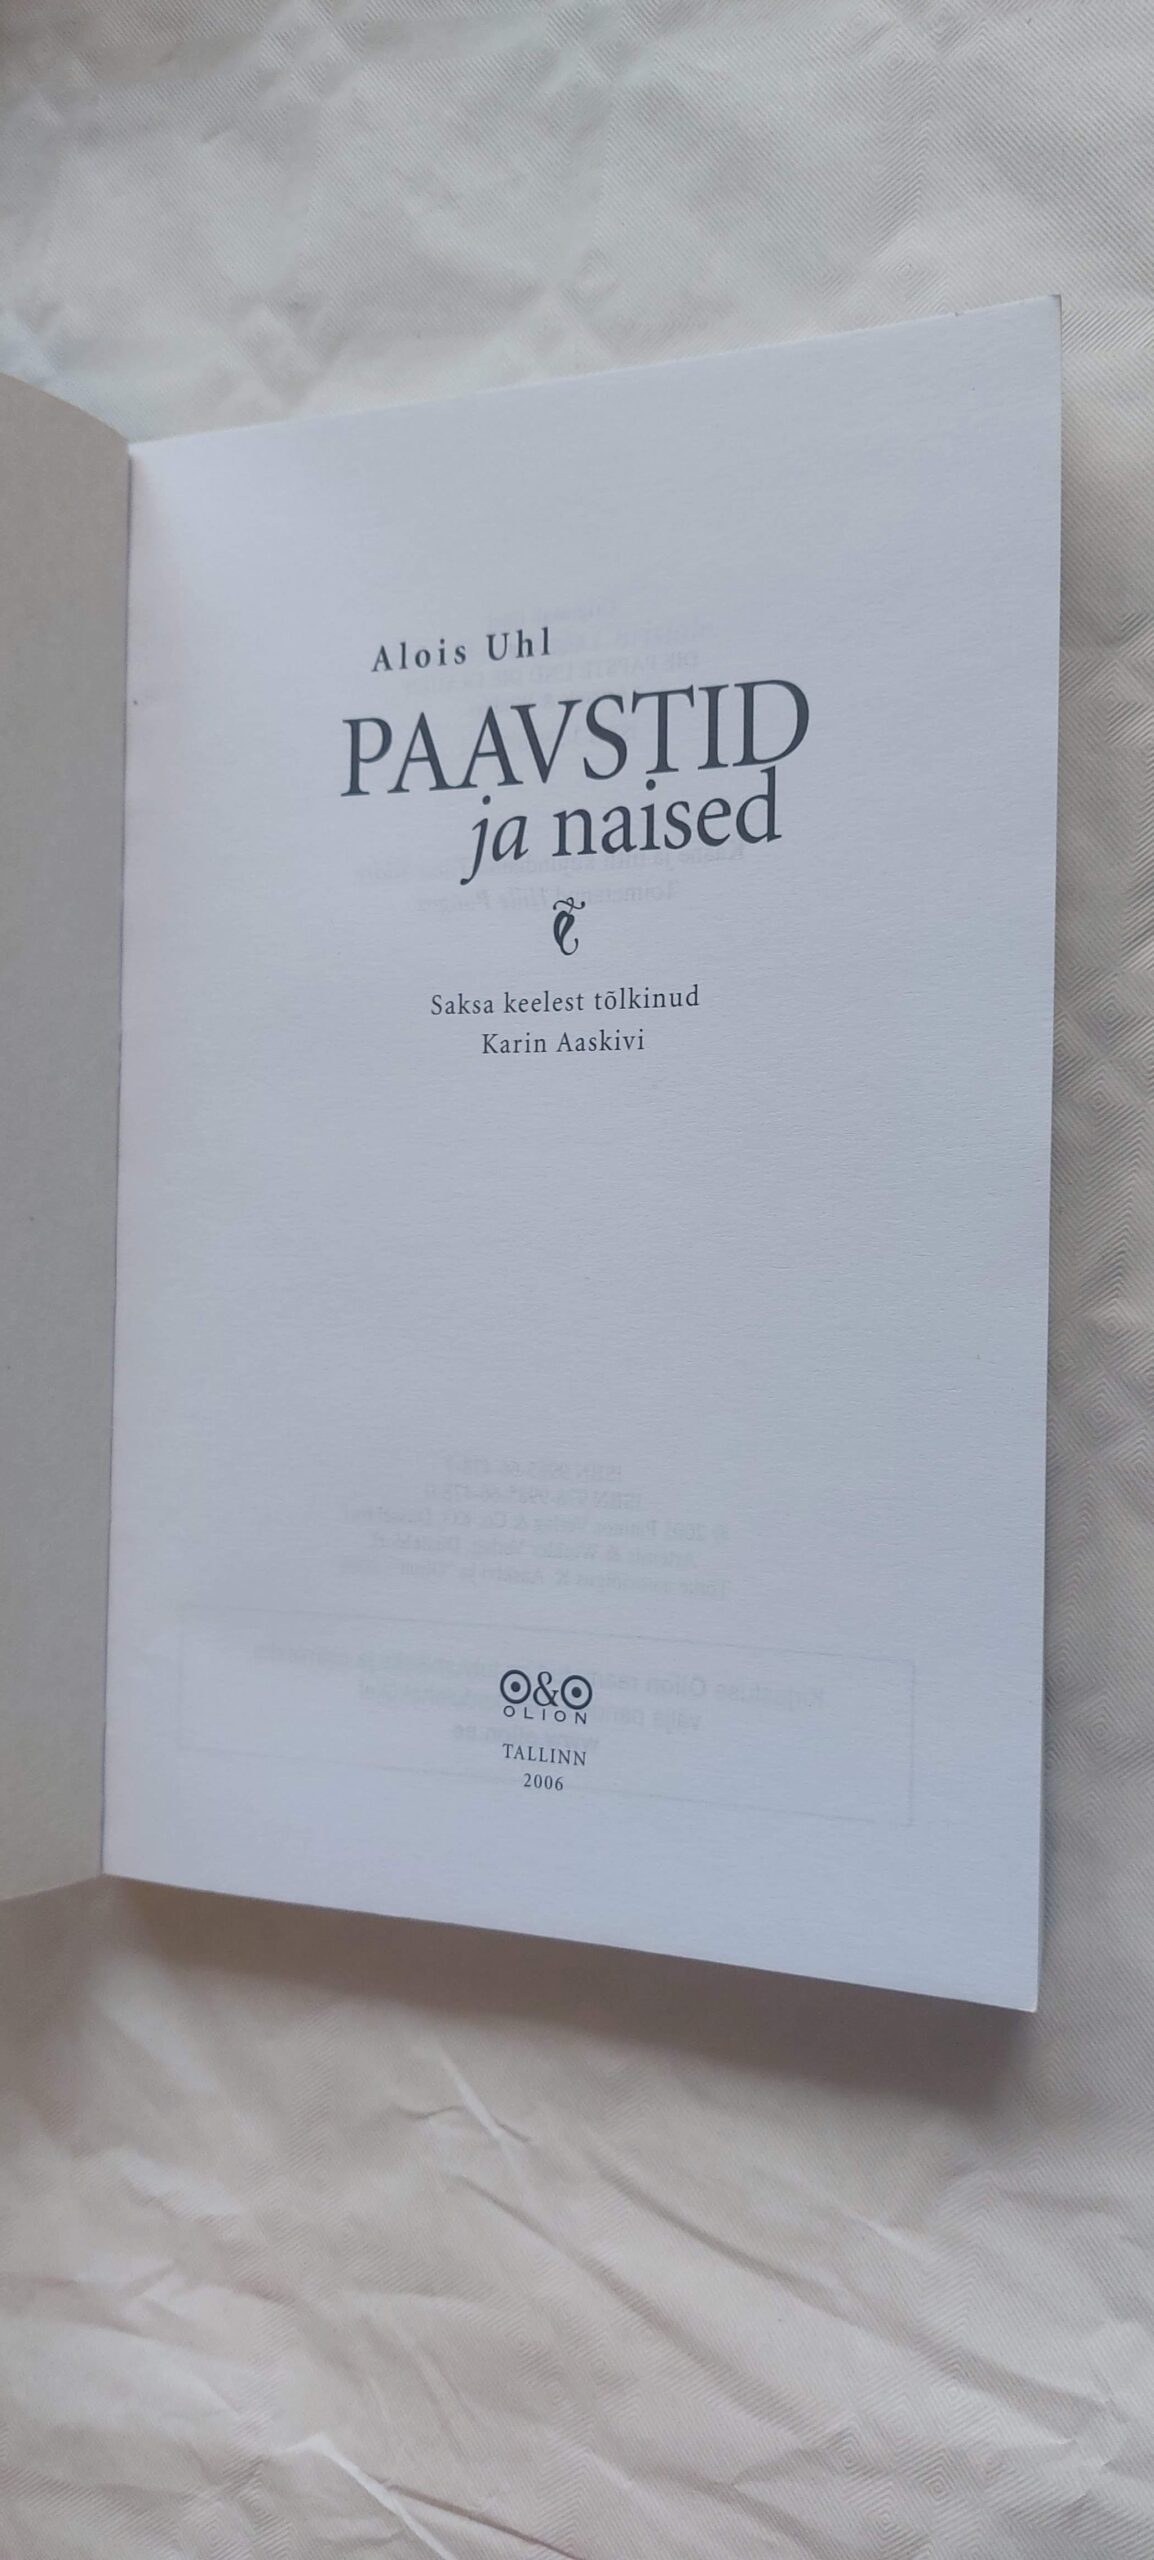 Alois Uhl
PAAVSTID
ja naised
Saksa keelest tõlkinud
Karin Aaskivi
O&O
OLION
TALLINN
2006